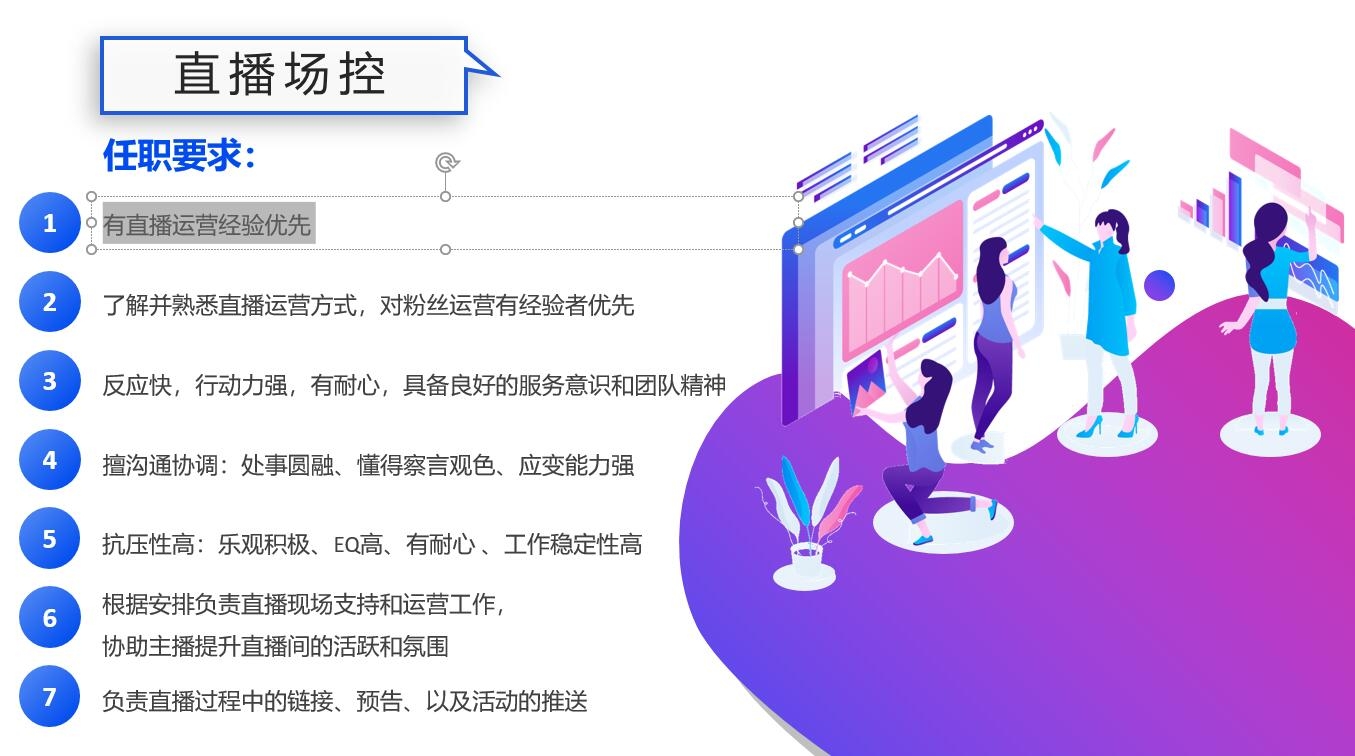 直播场控
任职要求：
1 有直播运营经验优先
2 了解并熟悉直播运营方式，对粉丝运营有经验者优先
3 反应快，行动力强，有耐心，具备良好的服务意识和团队精神
4 擅沟通协调：处事圆融、懂得察言观色、应变能力强
5 抗压性高：乐观积极、EQ高、有耐心 、工作稳定性高
6 根据安排负责直播现场支持和运营工作，
协助主播提升直播间的活跃和氛围
7 负责直播过程中的链接、预告、以及活动的推送